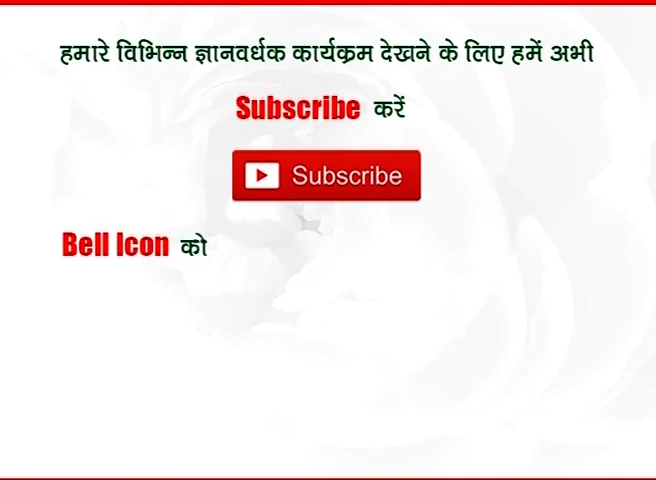 हमारे विभिन्न ज्ञानवर्धक कार्यक्रम देखने के लिए हमें अभी
Subscribe करें
Subscribe
Bell Icon को